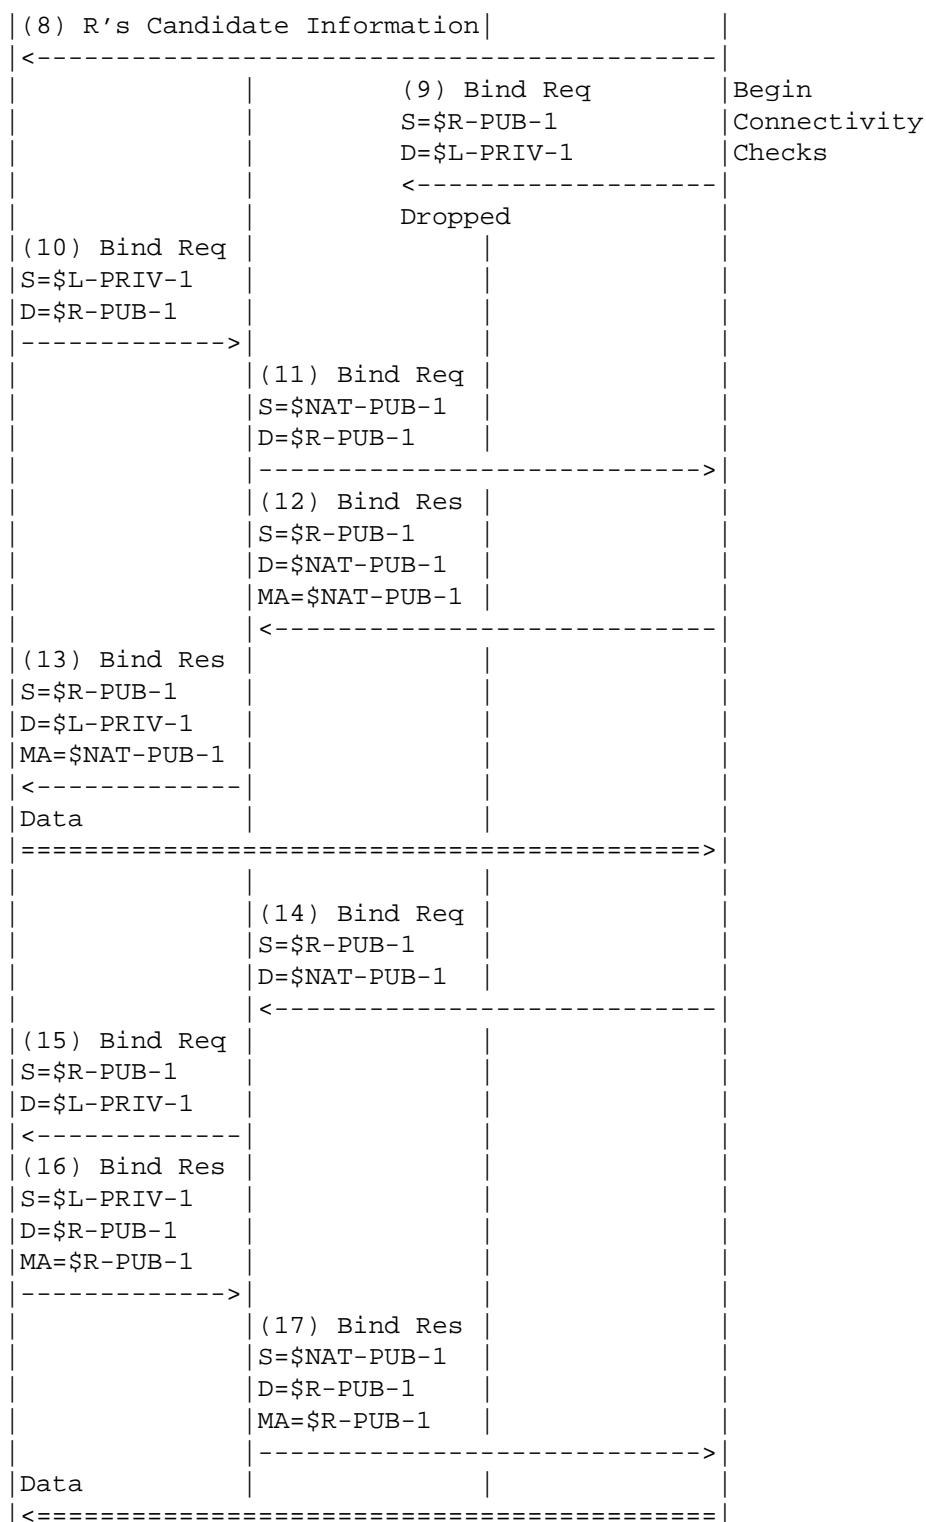 (8) R's Candidate Information
(9) Bind Req Begin
S=$R-PUB-1 Connectivity
D=$L-PRIV-1 Checks
Dropped
(10) Bind Req
S=$L-PRIV-1
D=$R-PUB-1
(11) Bind Req
S=$NAT-PUB-1
D=$R-PUB-1
(12) Bind Res
S=$R-PUB-1
D=$NAT-PUB-1
MA=$NAT-PUB-1
(13) Bind Res
S=$R-PUB-1
D=$L-PRIV-1
MA=$NAT-PUB-1
Data
(14) Bind Req
S=$R-PUB-1
D=$NAT-PUB-1
(15) Bind Req
S=$R-PUB-1
D=$L-PRIV-1
(16) Bind Res
S=$L-PRIV-1
D=$R-PUB-1
MA=$R-PUB-1
(17) Bind Res
S=$NAT-PUB-1
D=$R-PUB-1
MA=$R-PUB-1
Data